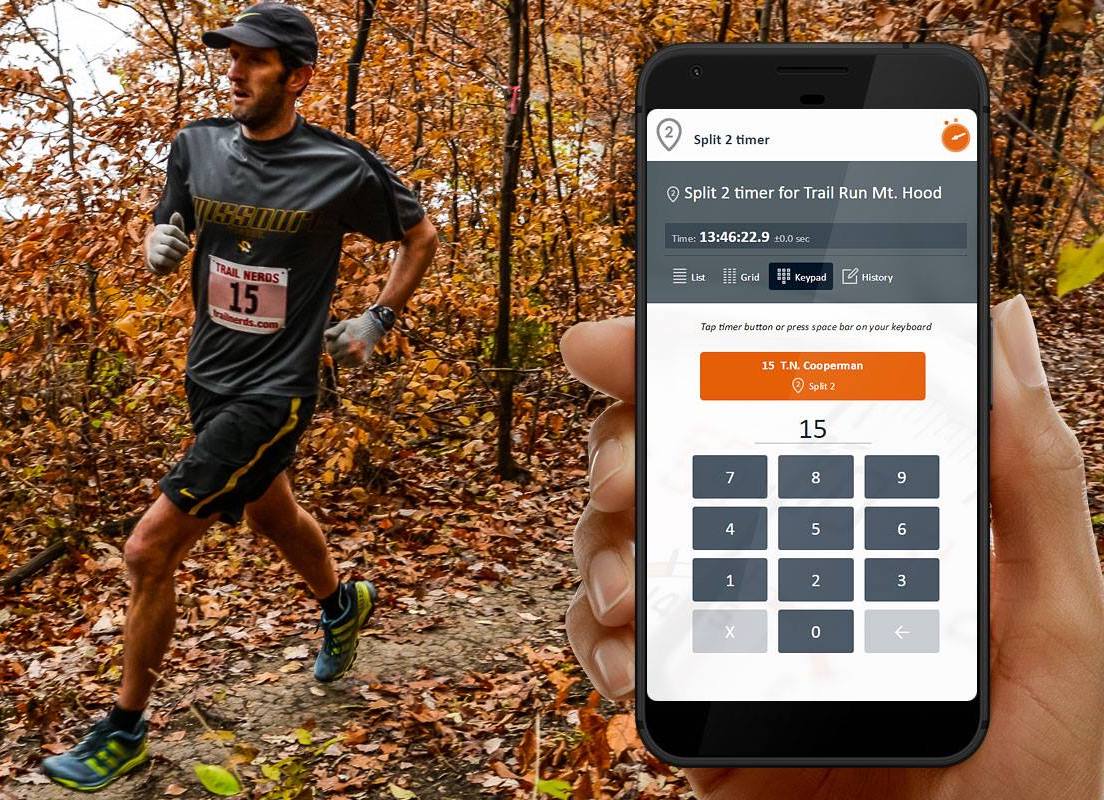 MISSOURI
TRAIL NERDS
15
trailnerds.com
2
Split 2 timer
2
Split 2 timer for Trail Run Mt. Hood
Time: 13:46:22.9 ±0.0 sec
List Grid Keypad History
Tap timer button or press space bar on your keyboard
15 T.N. Cooperman
2 Split 2
15
7 8 9
4 5 6
1 2 3
X 0 ←